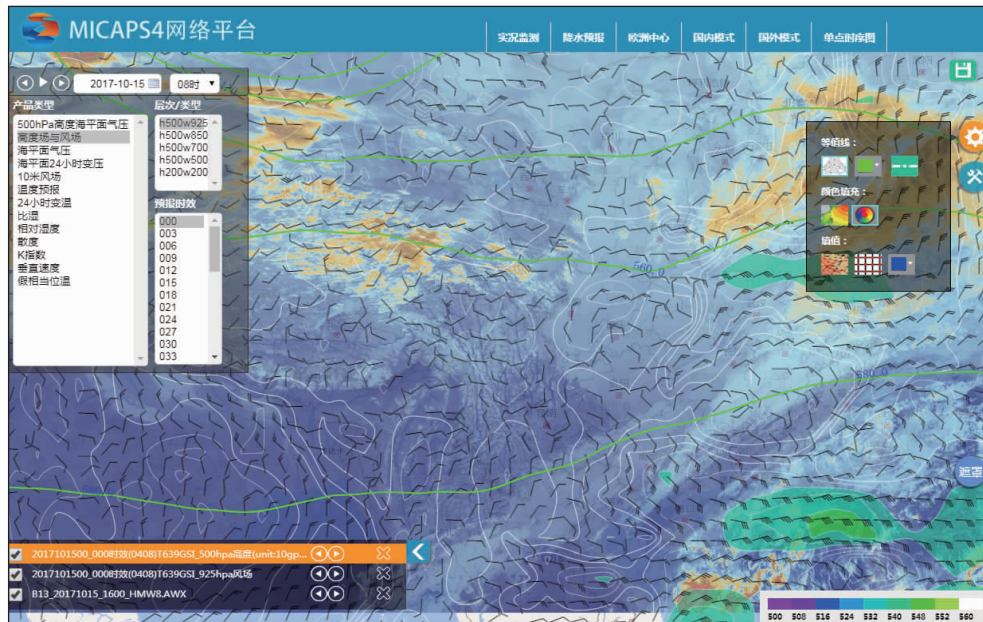 MICAPS4网络平台
实况监测 降水预报 欧洲中心 国内模式 国外模式 单点时序图
2017-10-15 08时
产品类型
500hPa高度海平面气压
高度场与风场
海平面气压
海平面24小时变压
10米风场
温度预报
24小时变温
比湿
相对湿度
散度
K指数
垂直速度
假相当位温
层次/类型
h500w925
h500w850
h500w700
h500w500
h200w200
预报时效
000
003
006
009
012
015
018
021
024
027
030
033
等值线：
颜色填充：
填值：
560.0
580.0
遮罩
2017101500_000时效(0408)T639GSI_500hpa高度(unit:10gp...
2017101500_000时效(0408)T639GSI_925hpa风场
B13_20171015_1600_HMW8.AWX
500 508 516 524 532 540 548 552 560